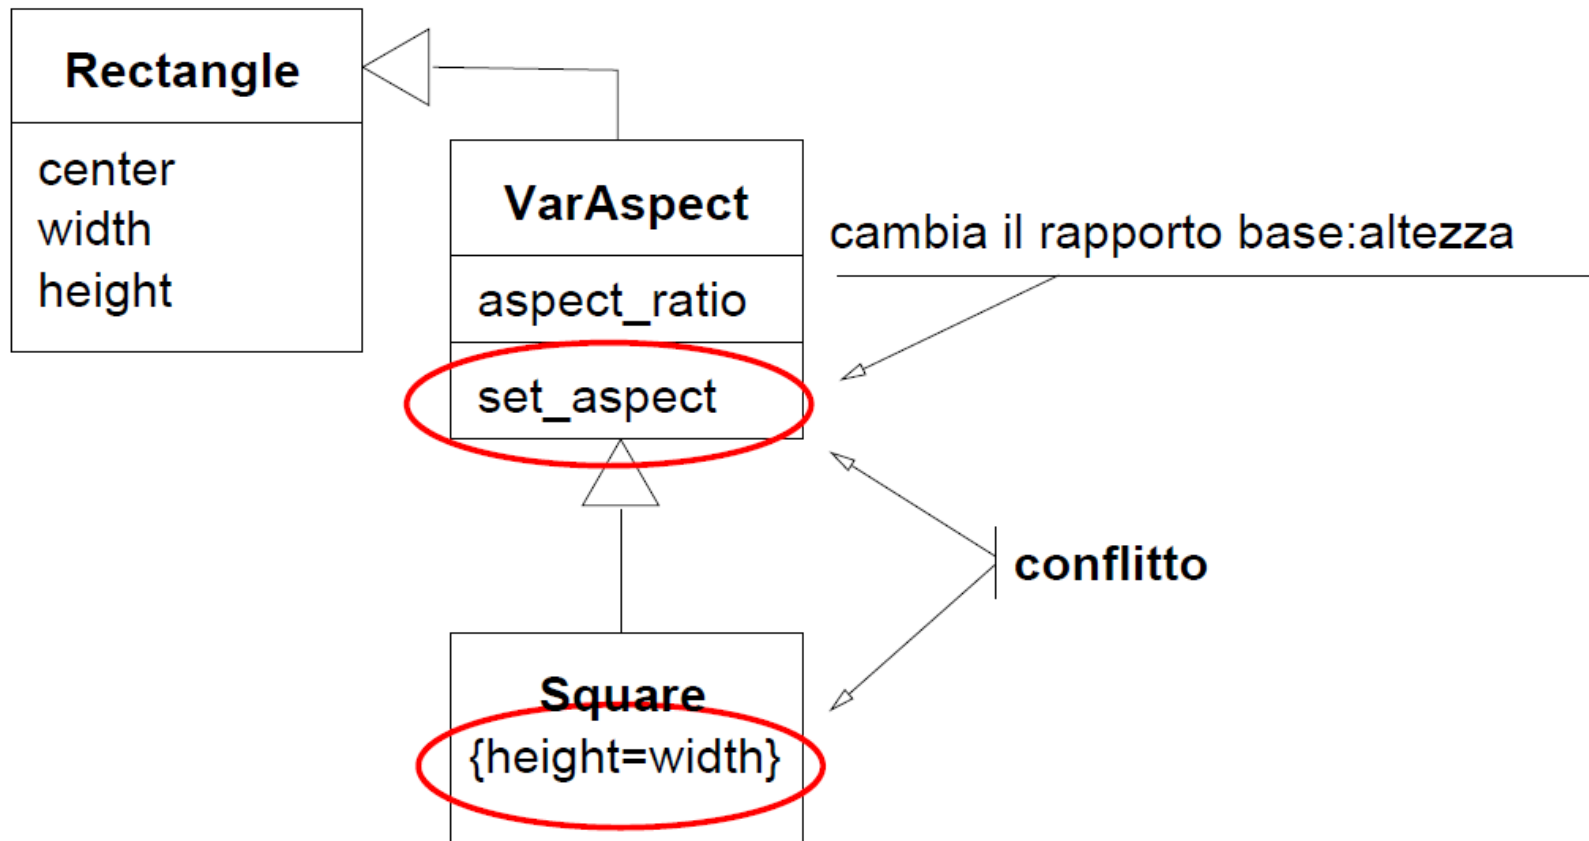 Rectangle
center
width
height
VarAspect
aspect_ratio
set_aspect
cambia il rapporto base:altezza
conflitto
Square
{height=width}